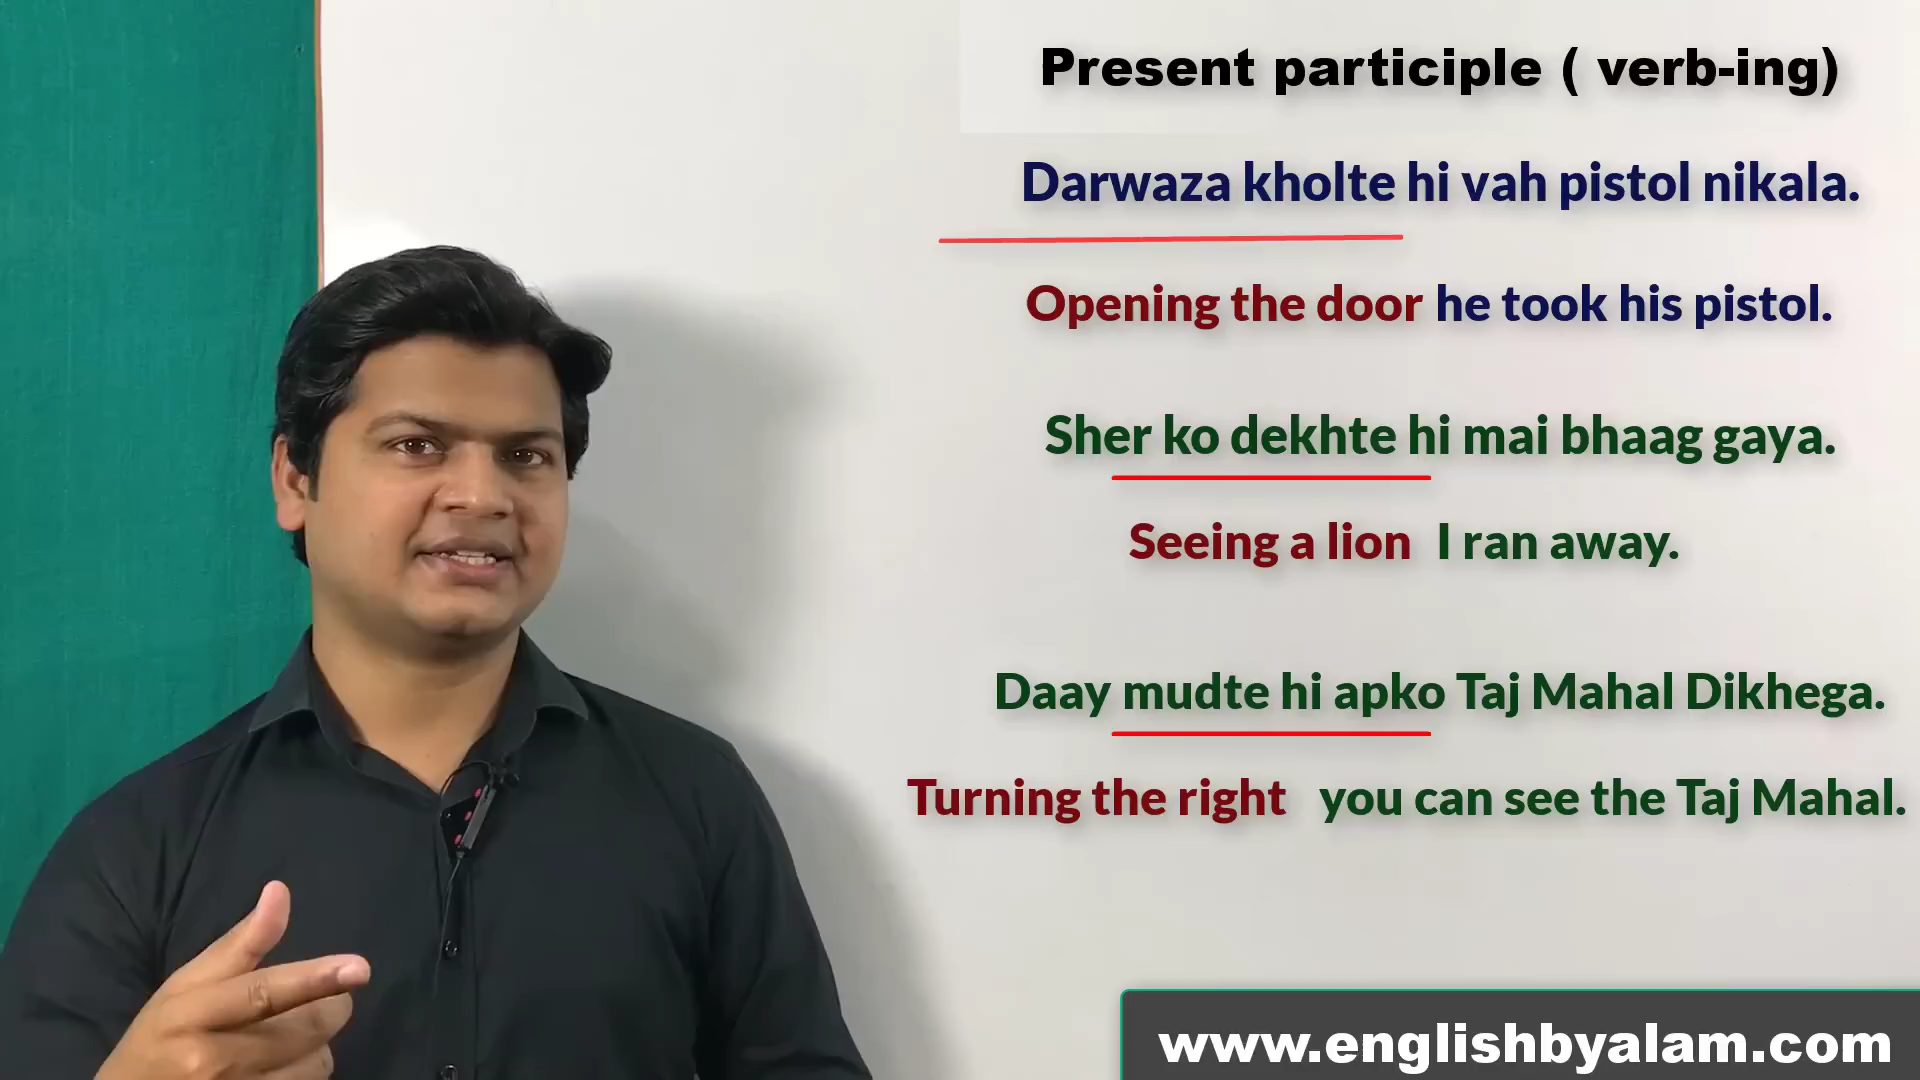 Present participle ( verb-ing)
Darwaza kholte hi vah pistol nikala.
Opening the door he took his pistol.
Sher ko dekhte hi mai bhaag gaya.
Seeing a lion I ran away.
Daay mudte hi apko Taj Mahal Dikhega.
Turning the right you can see the Taj Mahal.
www.englishbyalam.com